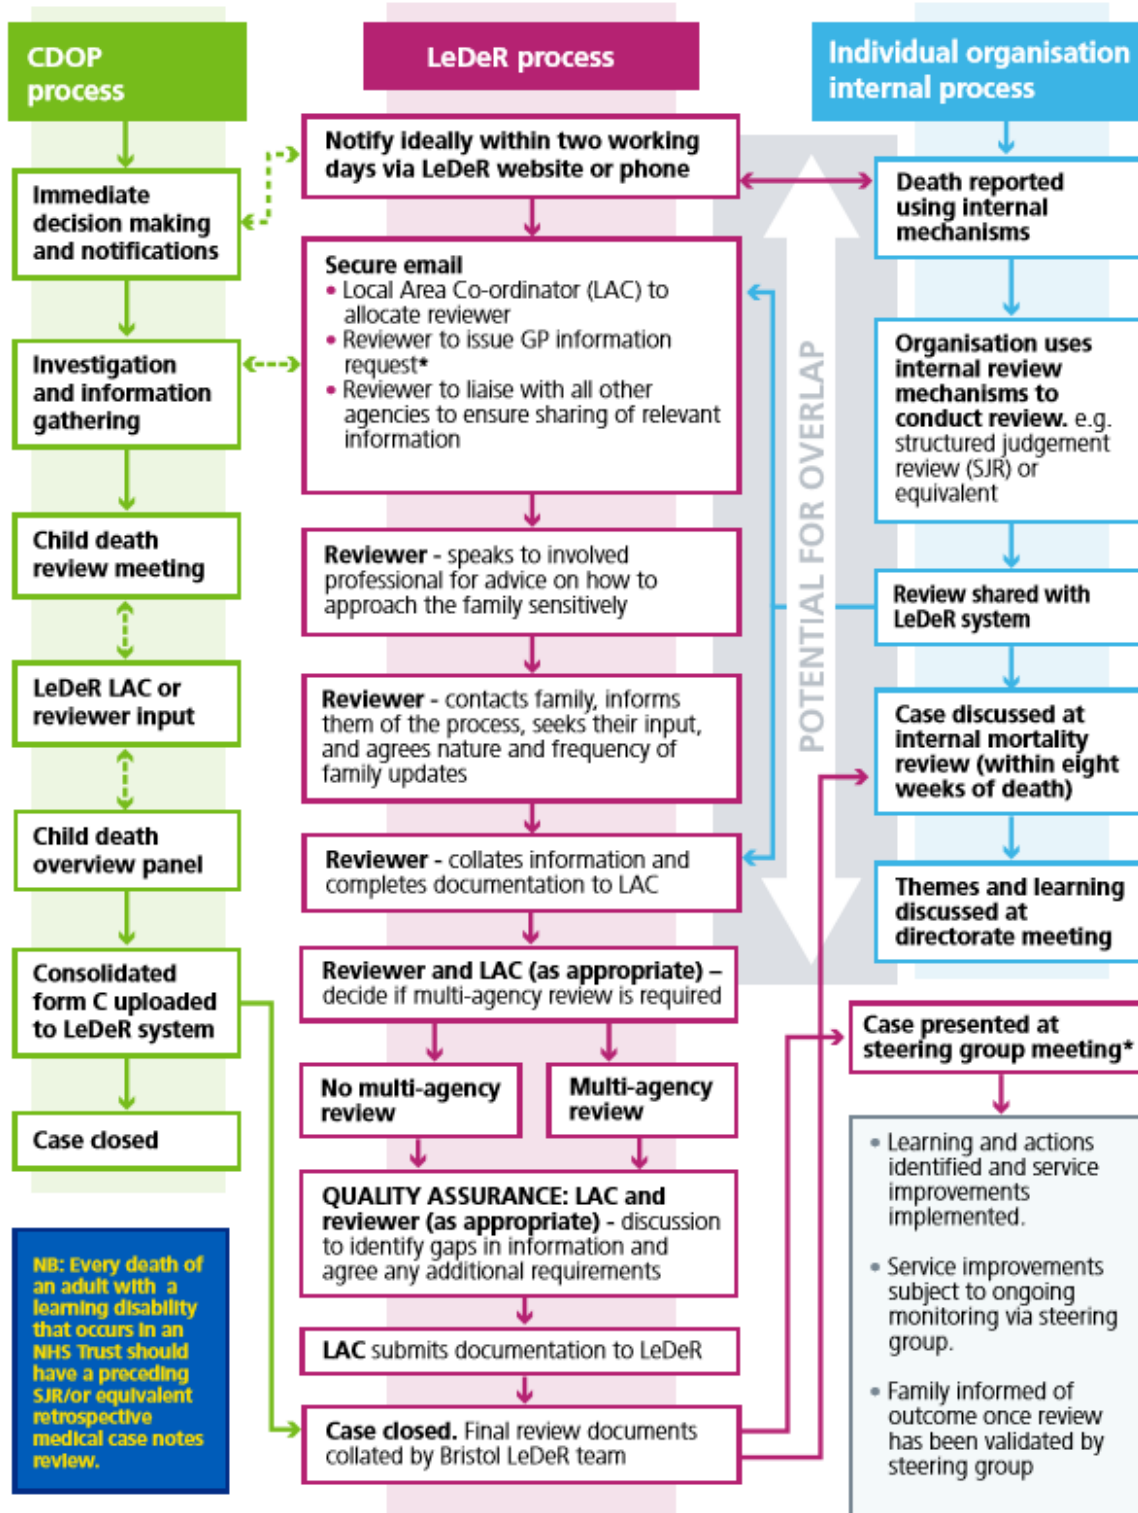 CDOP
process
Immediate
decision making
and notifications
Investigation
and information
gathering
Child death
review meeting
LeDeR LAC or
reviewer input
Child death
overview panel
Consolidated
form C uploaded
to LeDeR system
Case closed
NB: Every death of
an adult with a
learning disability
that occurs in an
NHS Trust should
have a preceding
SJR/or equivalent
retrospective
medical case notes
review.
LeDeR process
Notify ideally within two working
days via LeDeR website or phone
Secure email
• Local Area Co-ordinator (LAC) to
allocate reviewer
• Reviewer to issue GP information
request*
• Reviewer to liaise with all other
agencies to ensure sharing of relevant
information
Reviewer - speaks to involved
professional for advice on how to
approach the family sensitively
Reviewer - contacts family, informs
them of the process, seeks their input,
and agrees nature and frequency of
family updates
Reviewer - collates information and
completes documentation to LAC
Reviewer and LAC (as appropriate) –
decide if multi-agency review is required
No multi-agency
review
Multi-agency
review
QUALITY ASSURANCE: LAC and
reviewer (as appropriate) - discussion
to identify gaps in information and
agree any additional requirements
LAC submits documentation to LeDeR
Case closed. Final review documents
collated by Bristol LeDeR team
POTENTIAL FOR OVERLAP
Individual organisation
internal process
Death reported
using internal
mechanisms
Organisation uses
internal review
mechanisms to
conduct review. e.g.
structured judgement
review (SJR) or
equivalent
Review shared with
LeDeR system
Case discussed at
internal mortality
review (within eight
weeks of death)
Themes and learning
discussed at
directorate meeting
Case presented at
steering group meeting*
• Learning and actions
identified and service
improvements
implemented.
• Service improvements
subject to ongoing
monitoring via steering
group.
• Family informed of
outcome once review
has been validated by
steering group